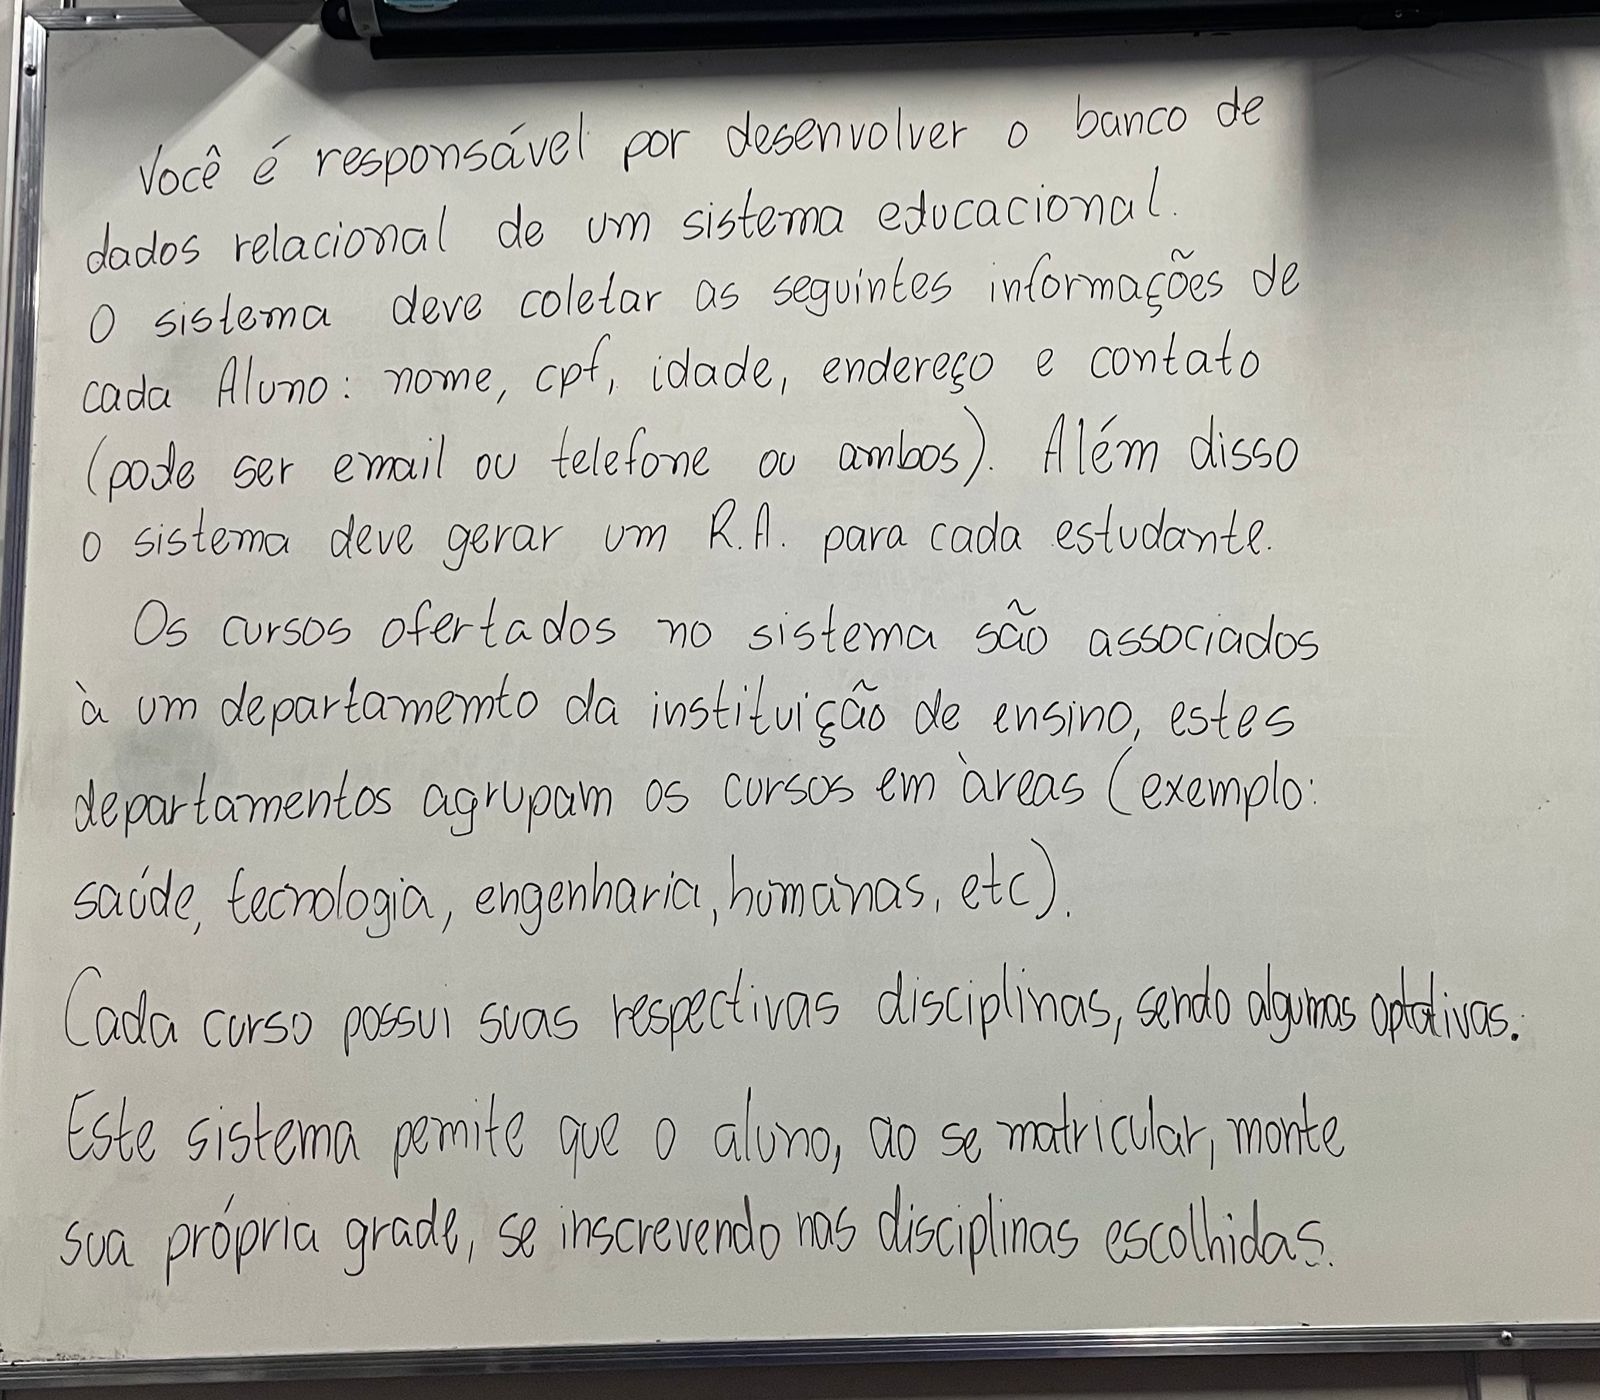 Você é responsável por desenvolver o banco de
dados relacional de um sistema educacional.
O sistema deve coletar as seguintes informações de
cada Aluno: nome, cpf, idade, endereço e contato
(pode ser email ou telefone ou ambos). Além disso
o sistema deve gerar um R.A. para cada estudante.
Os cursos ofertados no sistema são associados
à um departamemto da instituição de ensino, estes
departamentos agrupam os cursos em àreas (exemplo:
saúde, tecnologia, engenharia, humanas, etc).
Cada curso possui suas respectivas disciplinas, sendo algumas optativas.
Este sistema pemite que o aluno, ao se matricular, monte
sua própria grade, se inscrevendo nas disciplinas escolhidas.